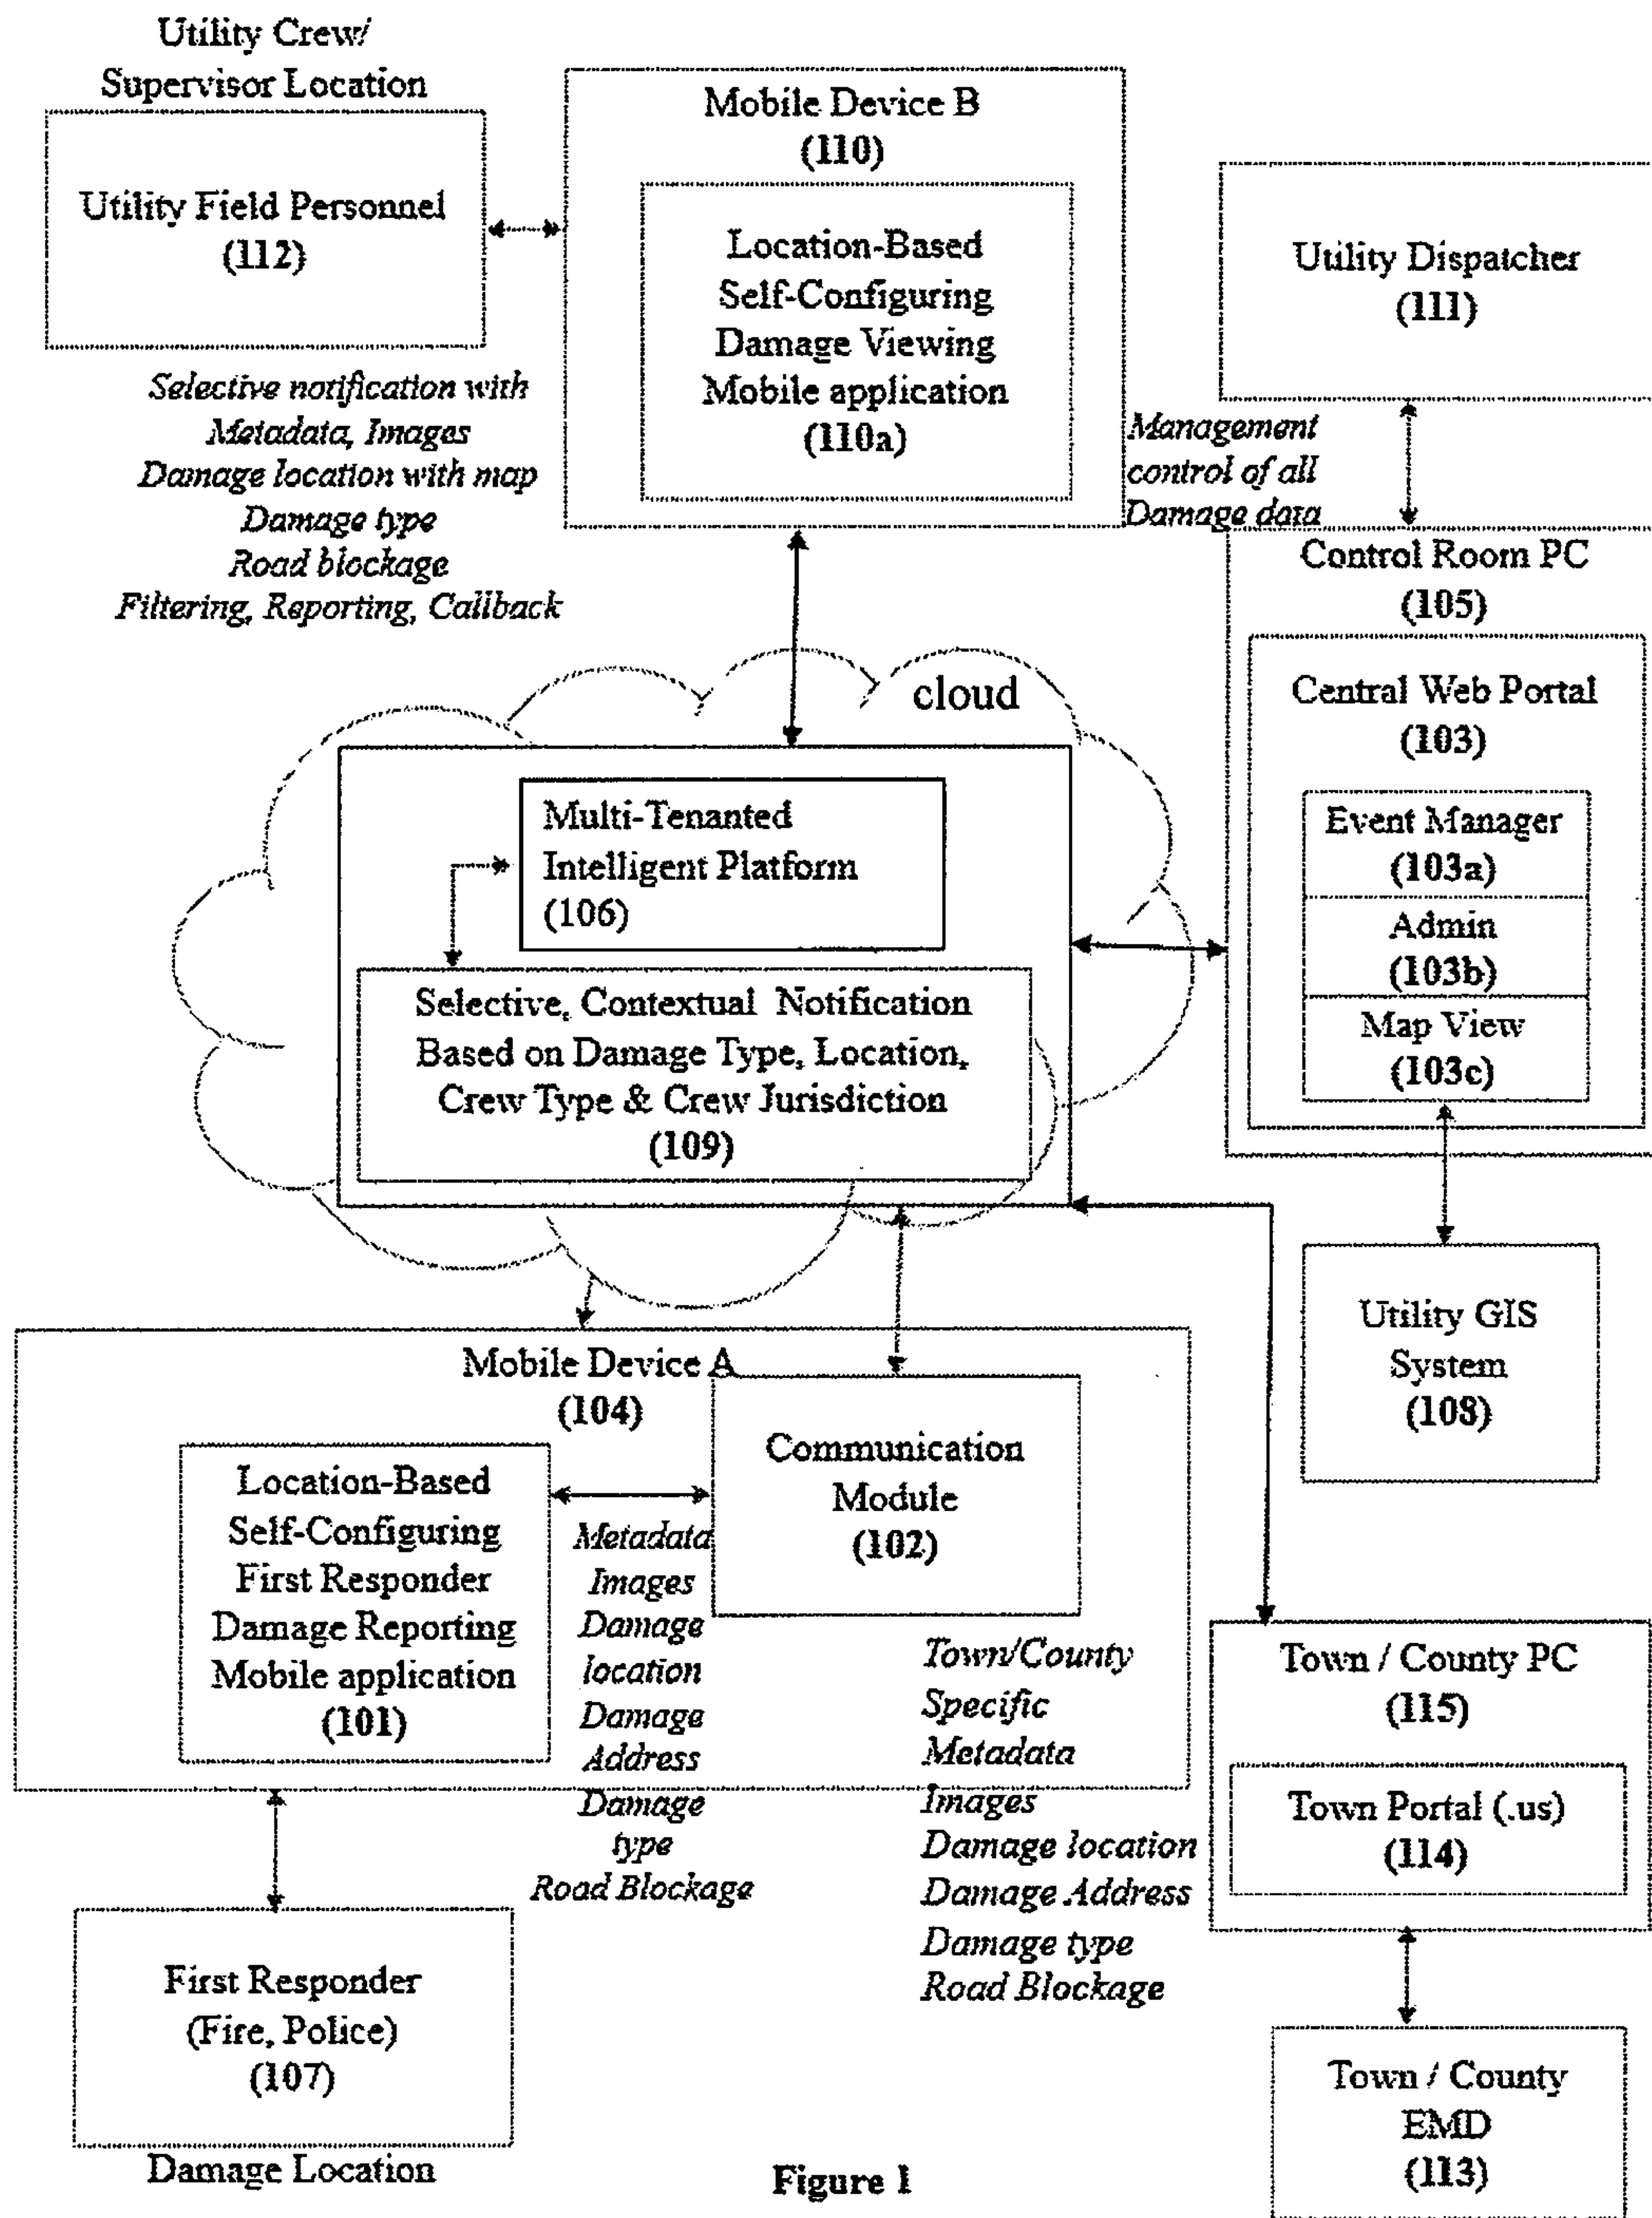 Utility Crew/
Supervisor Location
Utility Field Personnel
(112)
Selective notification with
Metadata, Images
Damage location with map
Damage type
Road blockage
Filtering, Reporting, Callback
Mobile Device B
(110)
Location-Based
Self-Configuring
Damage Viewing
Mobile application
(110a)
Utility Dispatcher
(111)
Management
control of all
Damage data
Control Room PC
(105)
Central Web Portal
(103)
Event Manager
(103a)
Admin
(103b)
Map View
(103c)
cloud
Multi-Tenanted
Intelligent Platform
(106)
Selective, Contextual Notification
Based on Damage Type, Location,
Crew Type & Crew Jurisdiction
(109)
Utility GIS
System
(108)
Mobile Device A
(104)
Location-Based
Self-Configuring
First Responder
Damage Reporting
Mobile application
(101)
Metadata
Images
Damage
location
Damage
Address
Damage
type
Road Blockage
Communication
Module
(102)
Town/County
Specific
Metadata
Images
Damage location
Damage Address
Damage type
Road Blockage
Town / County PC
(115)
Town Portal (.us)
(114)
First Responder
(Fire, Police)
(107)
Damage Location
Town / County
EMD
(113)
Figure 1